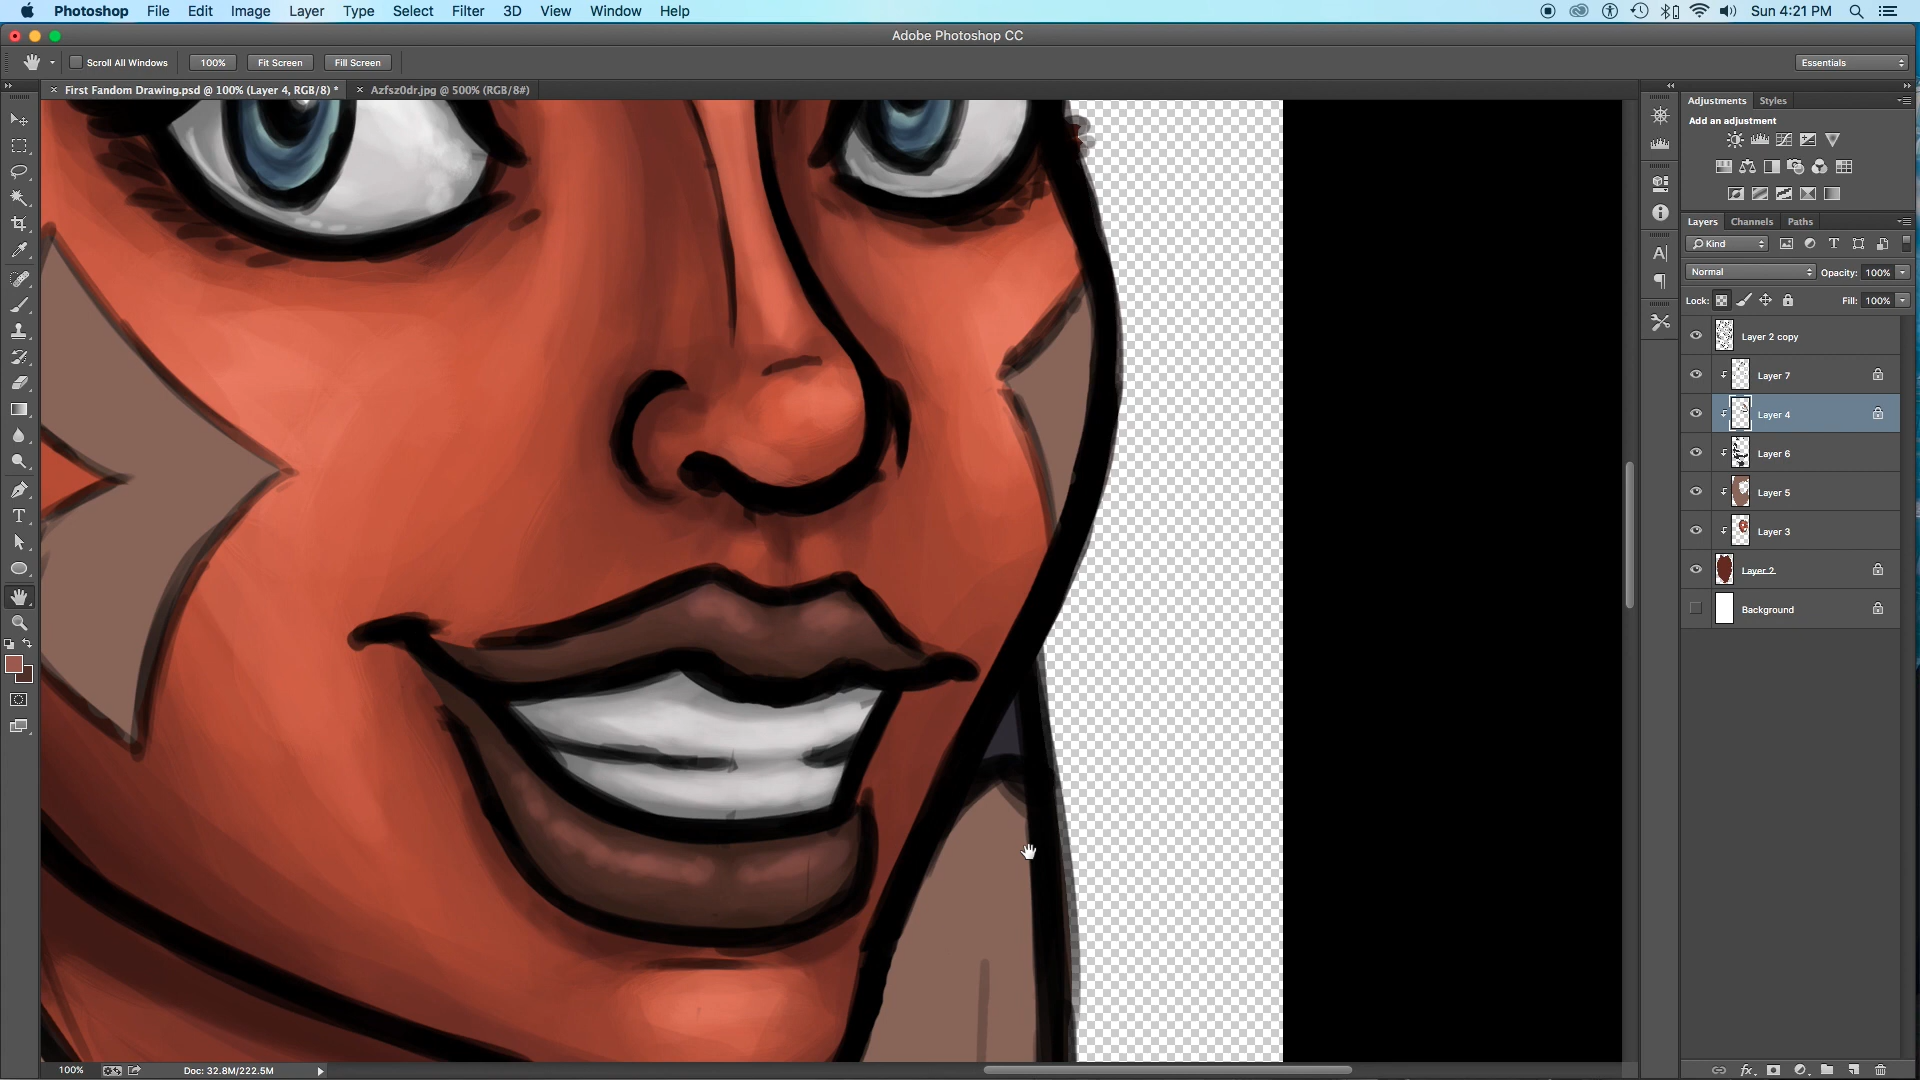 Photoshop File Edit Image Layer Type Select Filter 3D View Window Help Sun 4:21 PM
Adobe Photoshop CC
Scroll All Windows 100% Fit Screen Fill Screen Essentials
× First Fandom Drawing.psd @ 100% (Layer 4, RGB/8) * × Azfsz0dr.jpg @ 500% (RGB/8#)
Adjustments Styles
Add an adjustment
Layers Channels Paths
Kind
Normal Opacity: 100%
Lock: Fill: 100%
Layer 2 copy
Layer 7
Layer 4
Layer 6
Layer 5
Layer 3
Layer 2
Background
100% Doc: 32.8M/222.5M